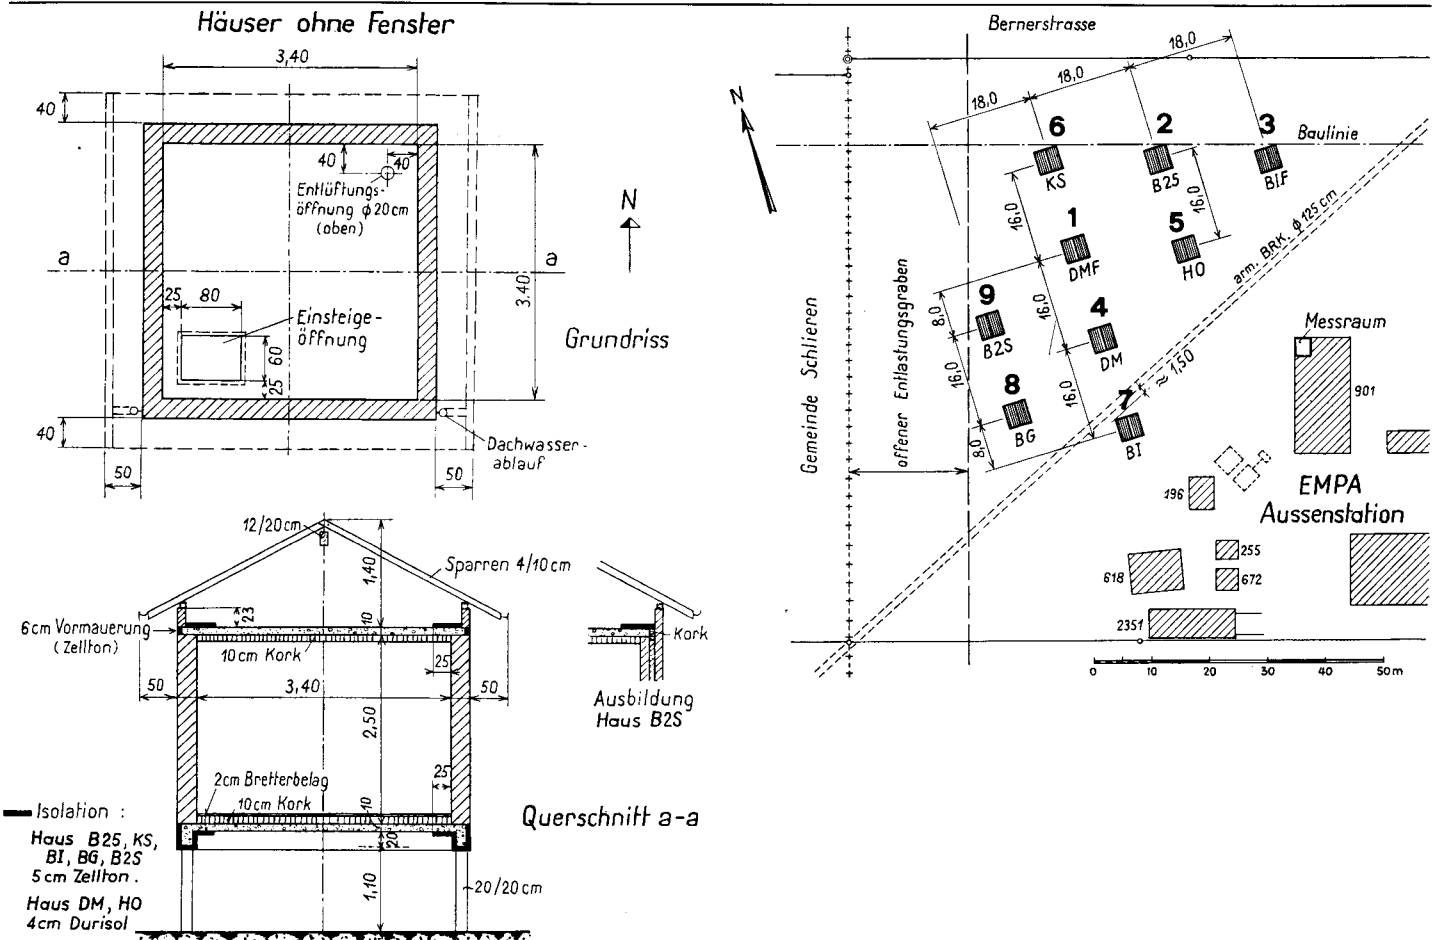 Häuser ohne Fenster
3,40
40
40
40
Entlüftungs-
öffnung ϕ 20cm
(oben)
a
a
3.40
25
80
Einsteige-
öffnung
60
25
40
50
50
Dachwasser-
ablauf
N
Grundriss
12/20cm
1,40
Sparren 4/10cm
23
10
6cm Vormauerung
(Zellton)
10cm Kork
25
50
3,40
50
2,50
2cm Bretterbelag
10cm Kork
25
10
20
1,10
20/20cm
Kork
Ausbildung
Haus B2S
Querschnitt a-a
Isolation :
Haus B25, KS,
BI, BG, B2S
5cm Zellton.
Haus DM, HO
4cm Durisol
Bernerstrasse
N
18,0
18,0
18,0
6
KS
2
B25
3
BIF
Baulinie
16,0
16,0
1
DMF
5
HO
arm. BRK. ϕ 125 cm
9
B2S
8,0
16,0
4
DM
16,0
16,0
8
BG
8,0
7
BI
≈ 1,50
Gemeinde Schlieren
offener Entlastungsgraben
Messraum
901
196
EMPA
Aussenstation
255
618
672
2351
0 10 20 30 40 50m